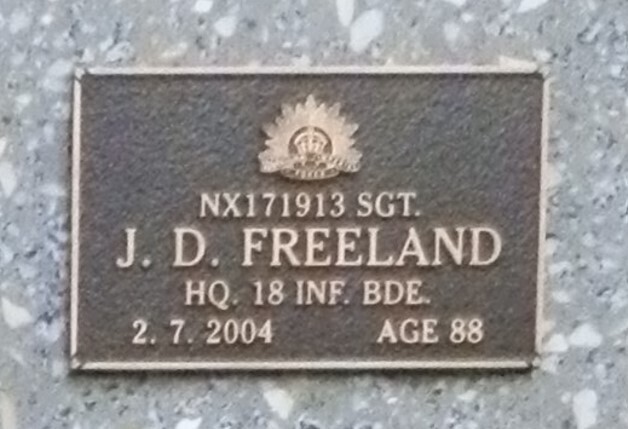 NX171913 SGT.
J. D. FREELAND
HQ. 18 INF. BDE.
2. 7. 2004 AGE 88